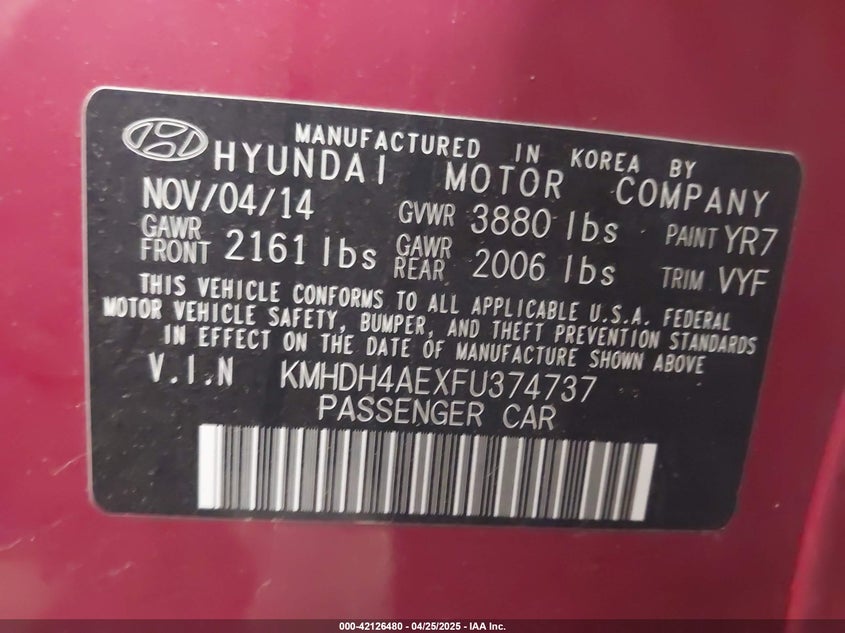 MANUFACTURED IN KOREA BY
HYUNDAI MOTOR COMPANY
NOV/04/14 GVWR 3880 lbs PAINT YR7
GAWR FRONT 2161 lbs GAWR REAR 2006 lbs TRIM VYF
THIS VEHICLE CONFORMS TO ALL APPLICABLE U.S.A. FEDERAL
MOTOR VEHICLE SAFETY, BUMPER, AND THEFT PREVENTION STANDARDS
IN EFFECT ON THE DATE OF MANUFACTURE SHOWN ABOVE
V.I.N KMHDH4AEXFU374737
PASSENGER CAR
000-42126480 - 04/25/2025 - IAA Inc.